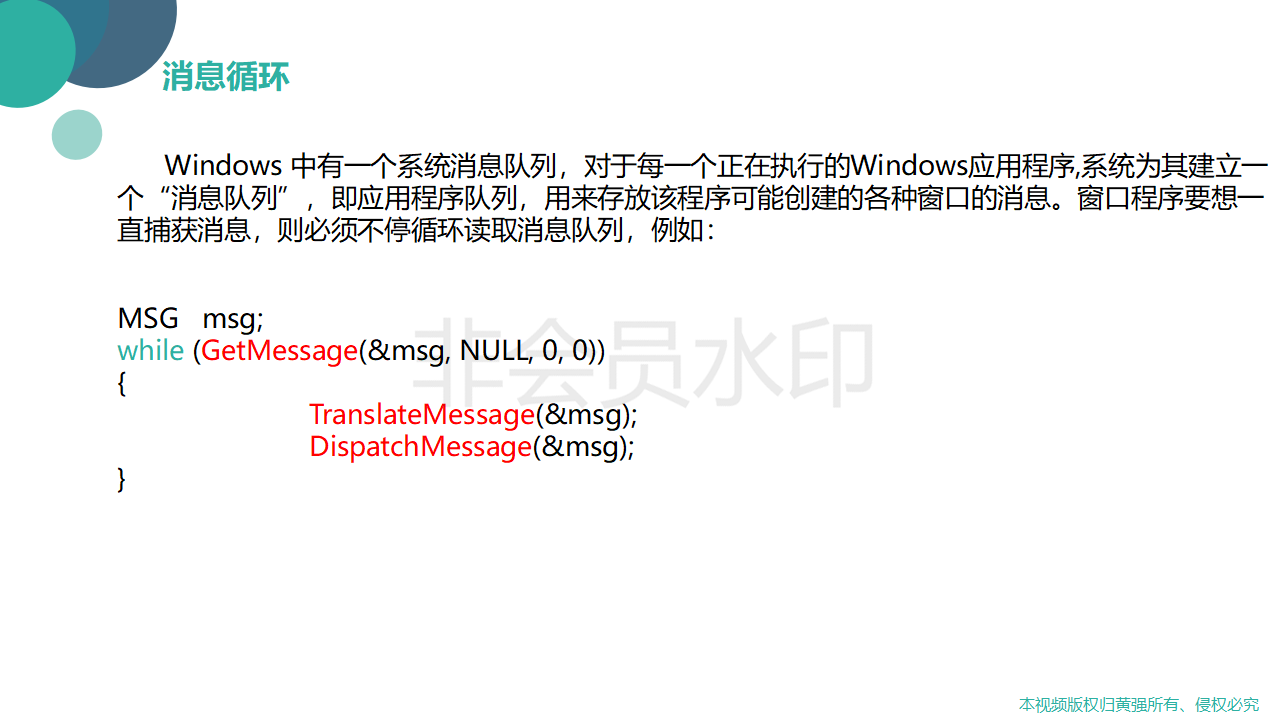 消息循环
Windows 中有一个系统消息队列，对于每一个正在执行的Windows应用程序,系统为其建立一
个“消息队列”，即应用程序队列，用来存放该程序可能创建的各种窗口的消息。窗口程序要想一
直捕获消息，则必须不停循环读取消息队列，例如：
MSG   msg;
while (GetMessage(&msg, NULL, 0, 0))
{
TranslateMessage(&msg);
DispatchMessage(&msg);
}
非会员水印
本视频版权归黄强所有、侵权必究